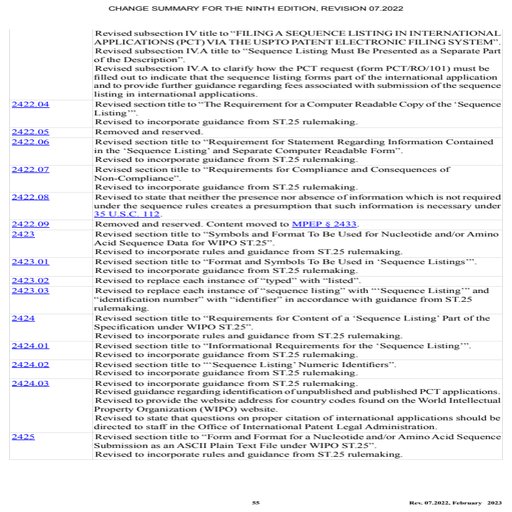 CHANGE SUMMARY FOR THE NINTH EDITION, REVISION 07.2022
Revised subsection IV title to “FILING A SEQUENCE LISTING IN INTERNATIONAL
APPLICATIONS (PCT) VIA THE USPTO PATENT ELECTRONIC FILING SYSTEM”.
Revised subsection IV.A title to “Sequence Listing Must Be Presented as a Separate Part
of the Description”.
Revised subsection IV.A to clarify how the PCT request (form PCT/RO/101) must be
filled out to indicate that the sequence listing forms part of the international application
and to provide further guidance regarding fees associated with submission of the sequence
listing in international applications.
2422.04 Revised section title to “The Requirement for a Computer Readable Copy of the ‘Sequence
Listing’”.
Revised to incorporate guidance from ST.25 rulemaking.
2422.05 Removed and reserved.
2422.06 Revised section title to “Requirement for Statement Regarding Information Contained
in the ‘Sequence Listing’ and Separate Computer Readable Form”.
Revised to incorporate guidance from ST.25 rulemaking.
2422.07 Revised section title to “Requirements for Compliance and Consequences of
Non-Compliance”.
Revised to incorporate guidance from ST.25 rulemaking.
2422.08 Revised to state that neither the presence nor absence of information which is not required
under the sequence rules creates a presumption that such information is necessary under
35 U.S.C. 112.
2422.09 Removed and reserved. Content moved to MPEP § 2433.
2423 Revised section title to “Symbols and Format To Be Used for Nucleotide and/or Amino
Acid Sequence Data for WIPO ST.25”.
Revised to incorporate rules and guidance from ST.25 rulemaking.
2423.01 Revised section title to “Format and Symbols To Be Used in ‘Sequence Listings’”.
Revised to incorporate guidance from ST.25 rulemaking.
2423.02 Revised to replace each instance of “typed” with “listed”.
2423.03 Revised to replace each instance of “sequence listing” with “‘Sequence Listing’” and
“identification number” with “identifier” in accordance with guidance from ST.25
rulemaking.
2424 Revised section title to “Requirements for Content of a ‘Sequence Listing’ Part of the
Specification under WIPO ST.25”.
Revised to incorporate rules and guidance from ST.25 rulemaking.
2424.01 Revised section title to “Informational Requirements for the ‘Sequence Listing’”.
Revised to incorporate guidance from ST.25 rulemaking.
2424.02 Revised section title to “‘Sequence Listing’ Numeric Identifiers”.
Revised to incorporate guidance from ST.25 rulemaking.
2424.03 Revised to incorporate guidance from ST.25 rulemaking.
Revised guidance regarding identification of unpublished and published PCT applications.
Revised to provide the website address for country codes found on the World Intellectual
Property Organization (WIPO) website.
Revised to state that questions on proper citation of international applications should be
directed to staff in the Office of International Patent Legal Administration.
2425 Revised section title to “Form and Format for a Nucleotide and/or Amino Acid Sequence
Submission as an ASCII Plain Text File under WIPO ST.25”.
Revised to incorporate rules and guidance from ST.25 rulemaking.
55 Rev. 07.2022, February 2023